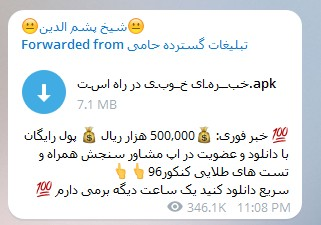 😐شیخ پشم الدین😐
Forwarded from تبلیغات گسترده حامی
خبــرهای خــوبـی در راه اسـت.apk
7.1 MB
💯 خبر فوری: 💰 500,000 هزار ریال 💰 پول رایگان
با دانلود و عضویت در اپ مشاور سنجش همراه و
تست های طلایی کنکور96👆👆
سریع دانلود کنید یک ساعت دیگه برمی دارم 💯
346.1K 11:08 PM